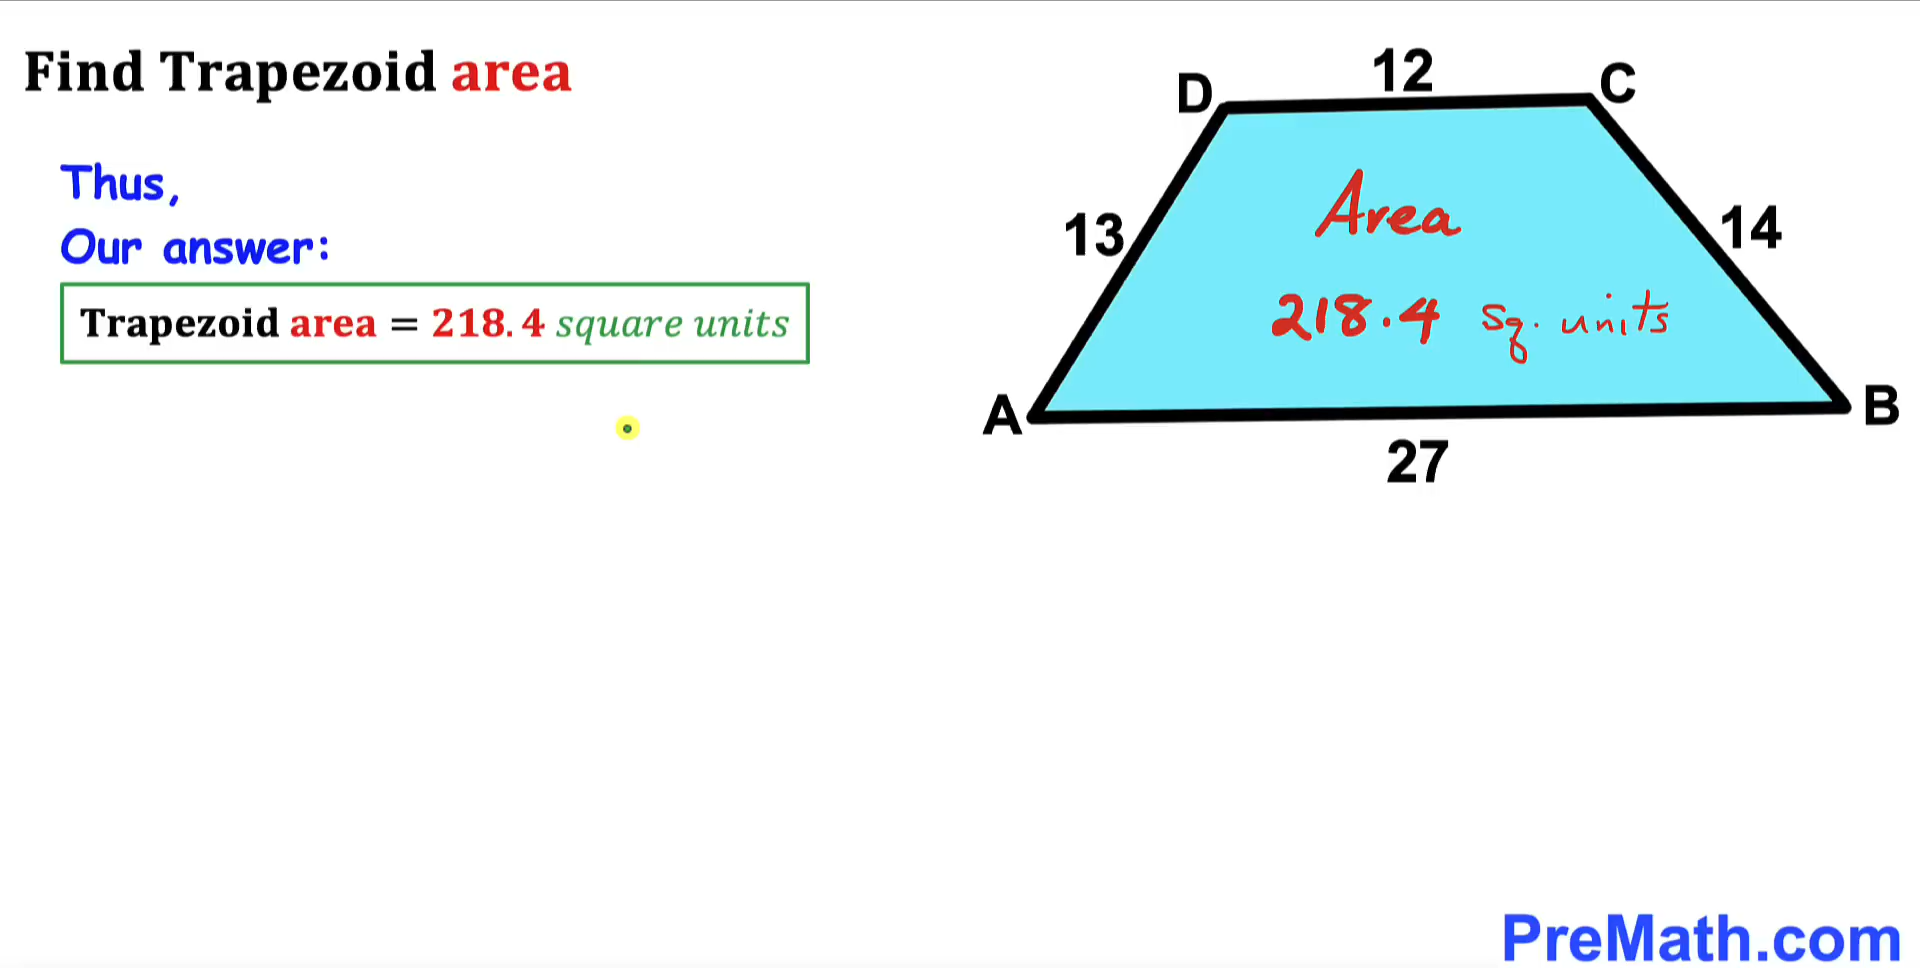 Find Trapezoid area
Thus,
Our answer:
Trapezoid area = 218.4 square units
D
12
C
13
Area
14
218.4 sq. units
A
B
27
PreMath.com